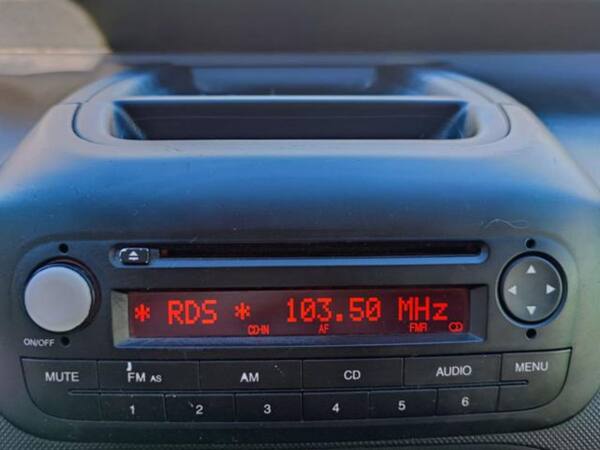 * RDS * 103.50 MHz
CD-IN AF FMR CD
ON/OFF
MUTE FM AS AM CD AUDIO MENU
1 2 3 4 5 6